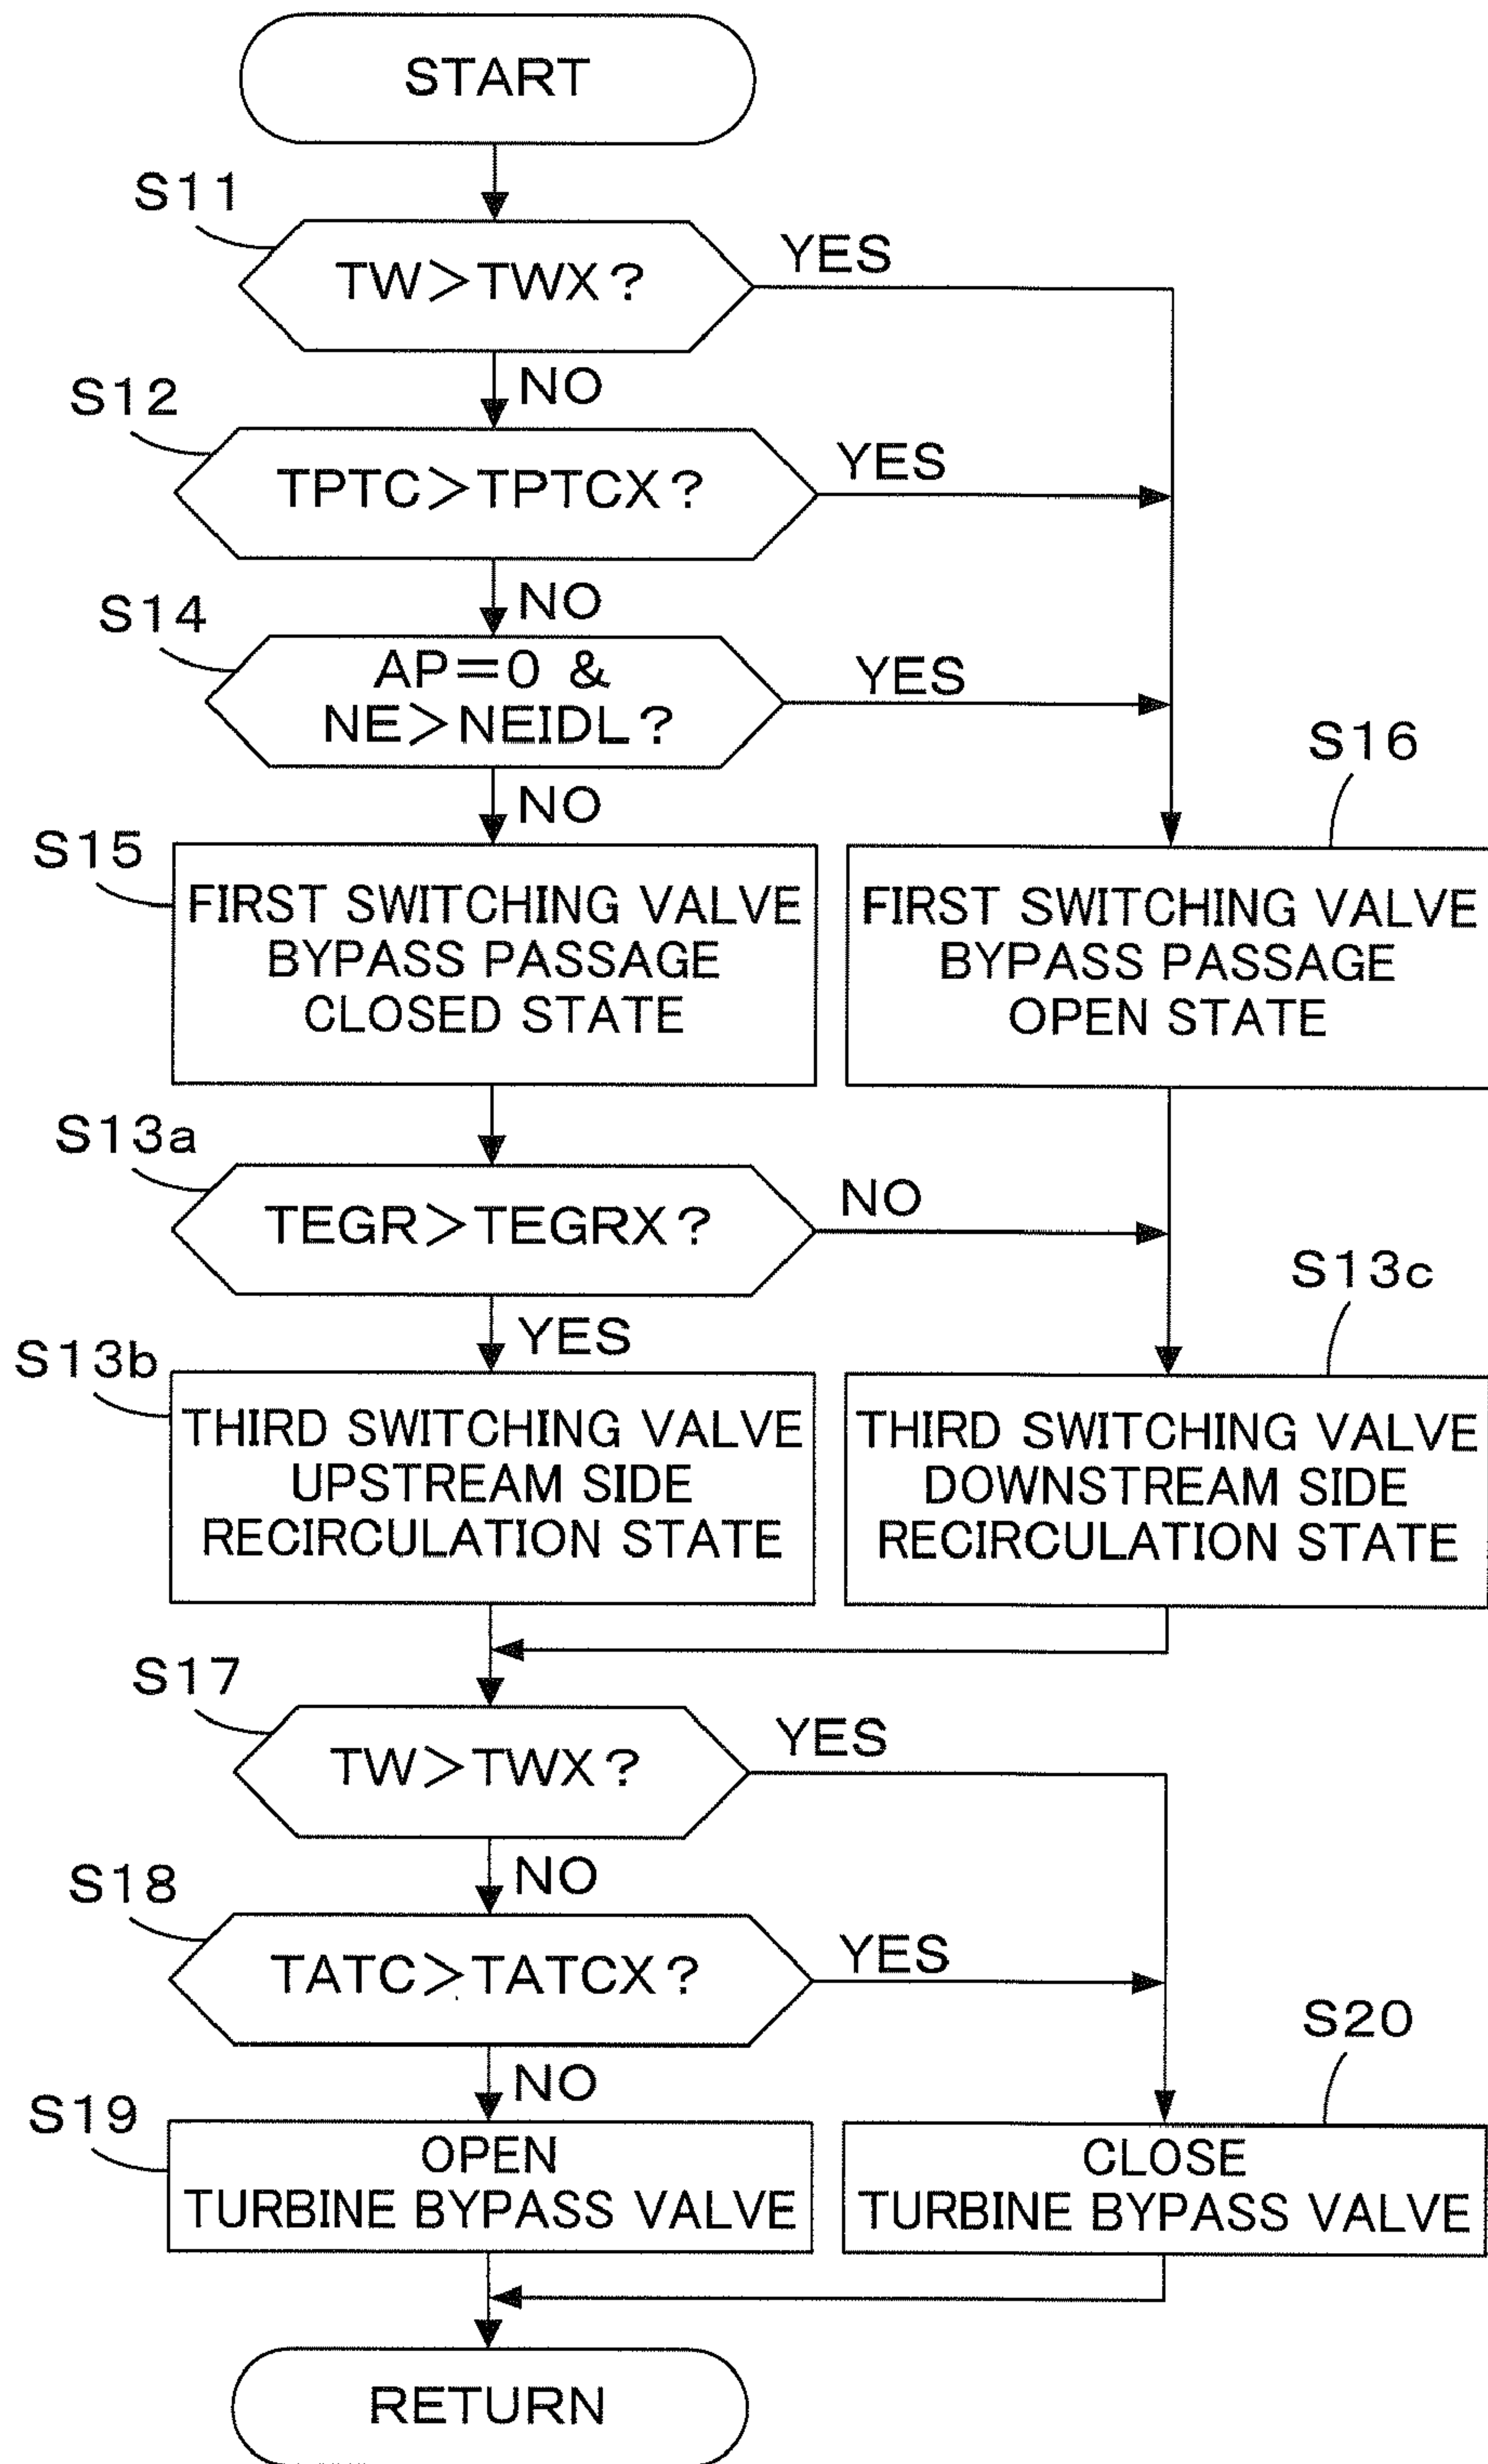 START
S11
TW>TWX?
YES
NO
S12
TPTC>TPTCX?
YES
NO
S14
AP=0 &
NE>NEIDL?
YES
NO
S15
FIRST SWITCHING VALVE
BYPASS PASSAGE
CLOSED STATE
S16
FIRST SWITCHING VALVE
BYPASS PASSAGE
OPEN STATE
S13a
TEGR>TEGRX?
NO
YES
S13b
THIRD SWITCHING VALVE
UPSTREAM SIDE
RECIRCULATION STATE
S13c
THIRD SWITCHING VALVE
DOWNSTREAM SIDE
RECIRCULATION STATE
S17
TW>TWX?
YES
NO
S18
TATC>TATCX?
YES
NO
S19
OPEN
TURBINE BYPASS VALVE
S20
CLOSE
TURBINE BYPASS VALVE
RETURN